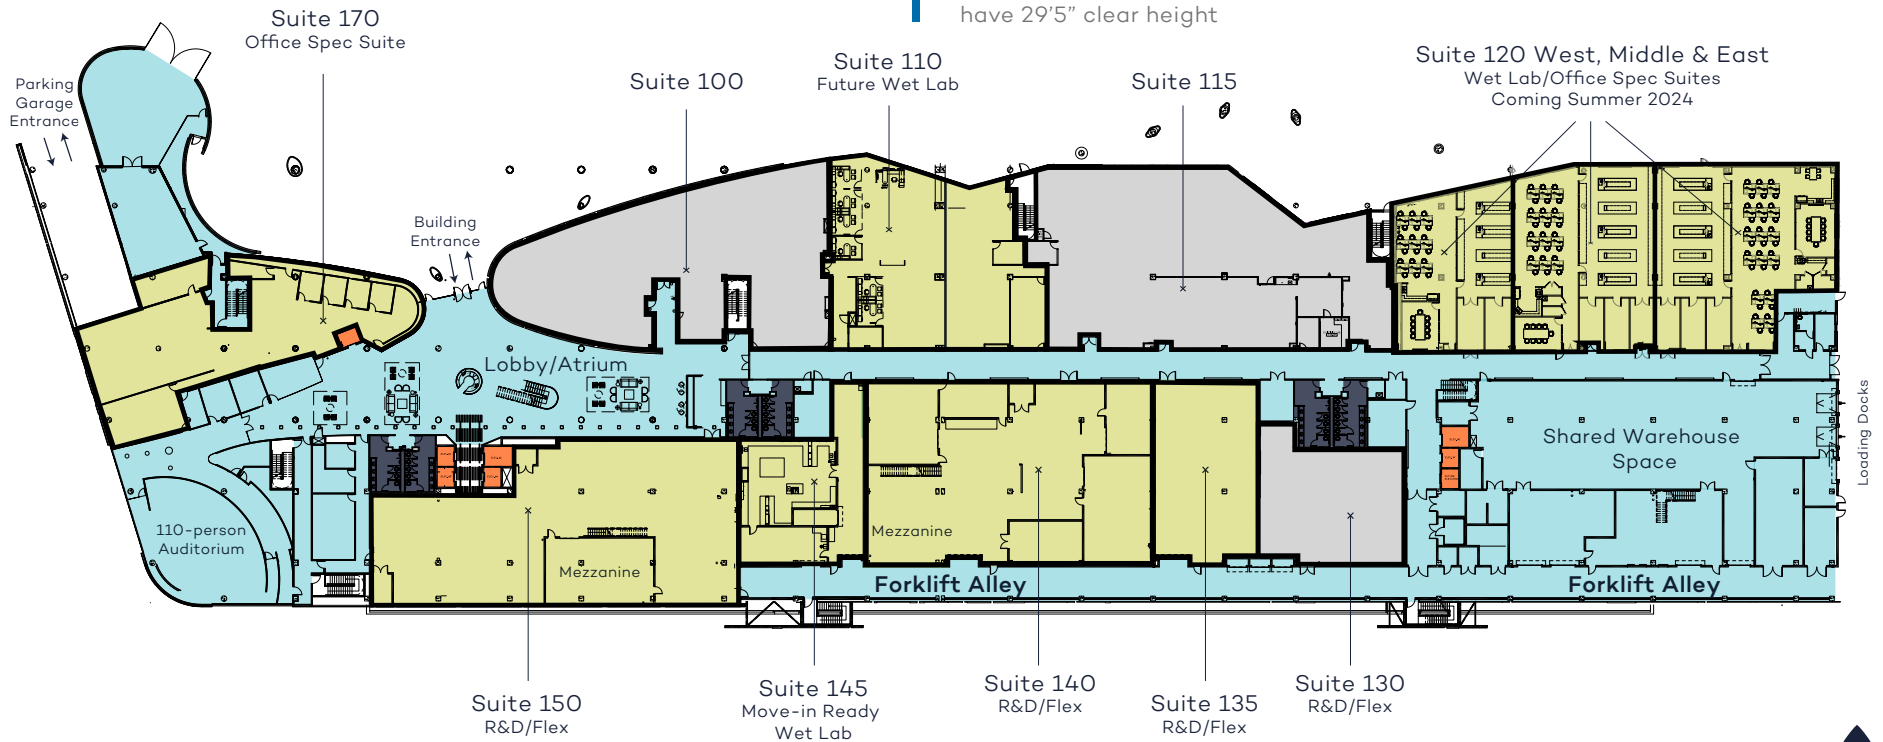 have 29'5” clear height
Suite 170
Office Spec Suite
Parking
Garage
Entrance
Suite 100
Suite 110
Future Wet Lab
Suite 115
Suite 120 West, Middle & East
Wet Lab/Office Spec Suites
Coming Summer 2024
Building
Entrance
Lobby/Atrium
110-person
Auditorium
Mezzanine
Mezzanine
Shared Warehouse
Space
Loading Docks
Forklift Alley
Forklift Alley
Suite 150
R&D/Flex
Suite 145
Move-in Ready
Wet Lab
Suite 140
R&D/Flex
Suite 135
R&D/Flex
Suite 130
R&D/Flex